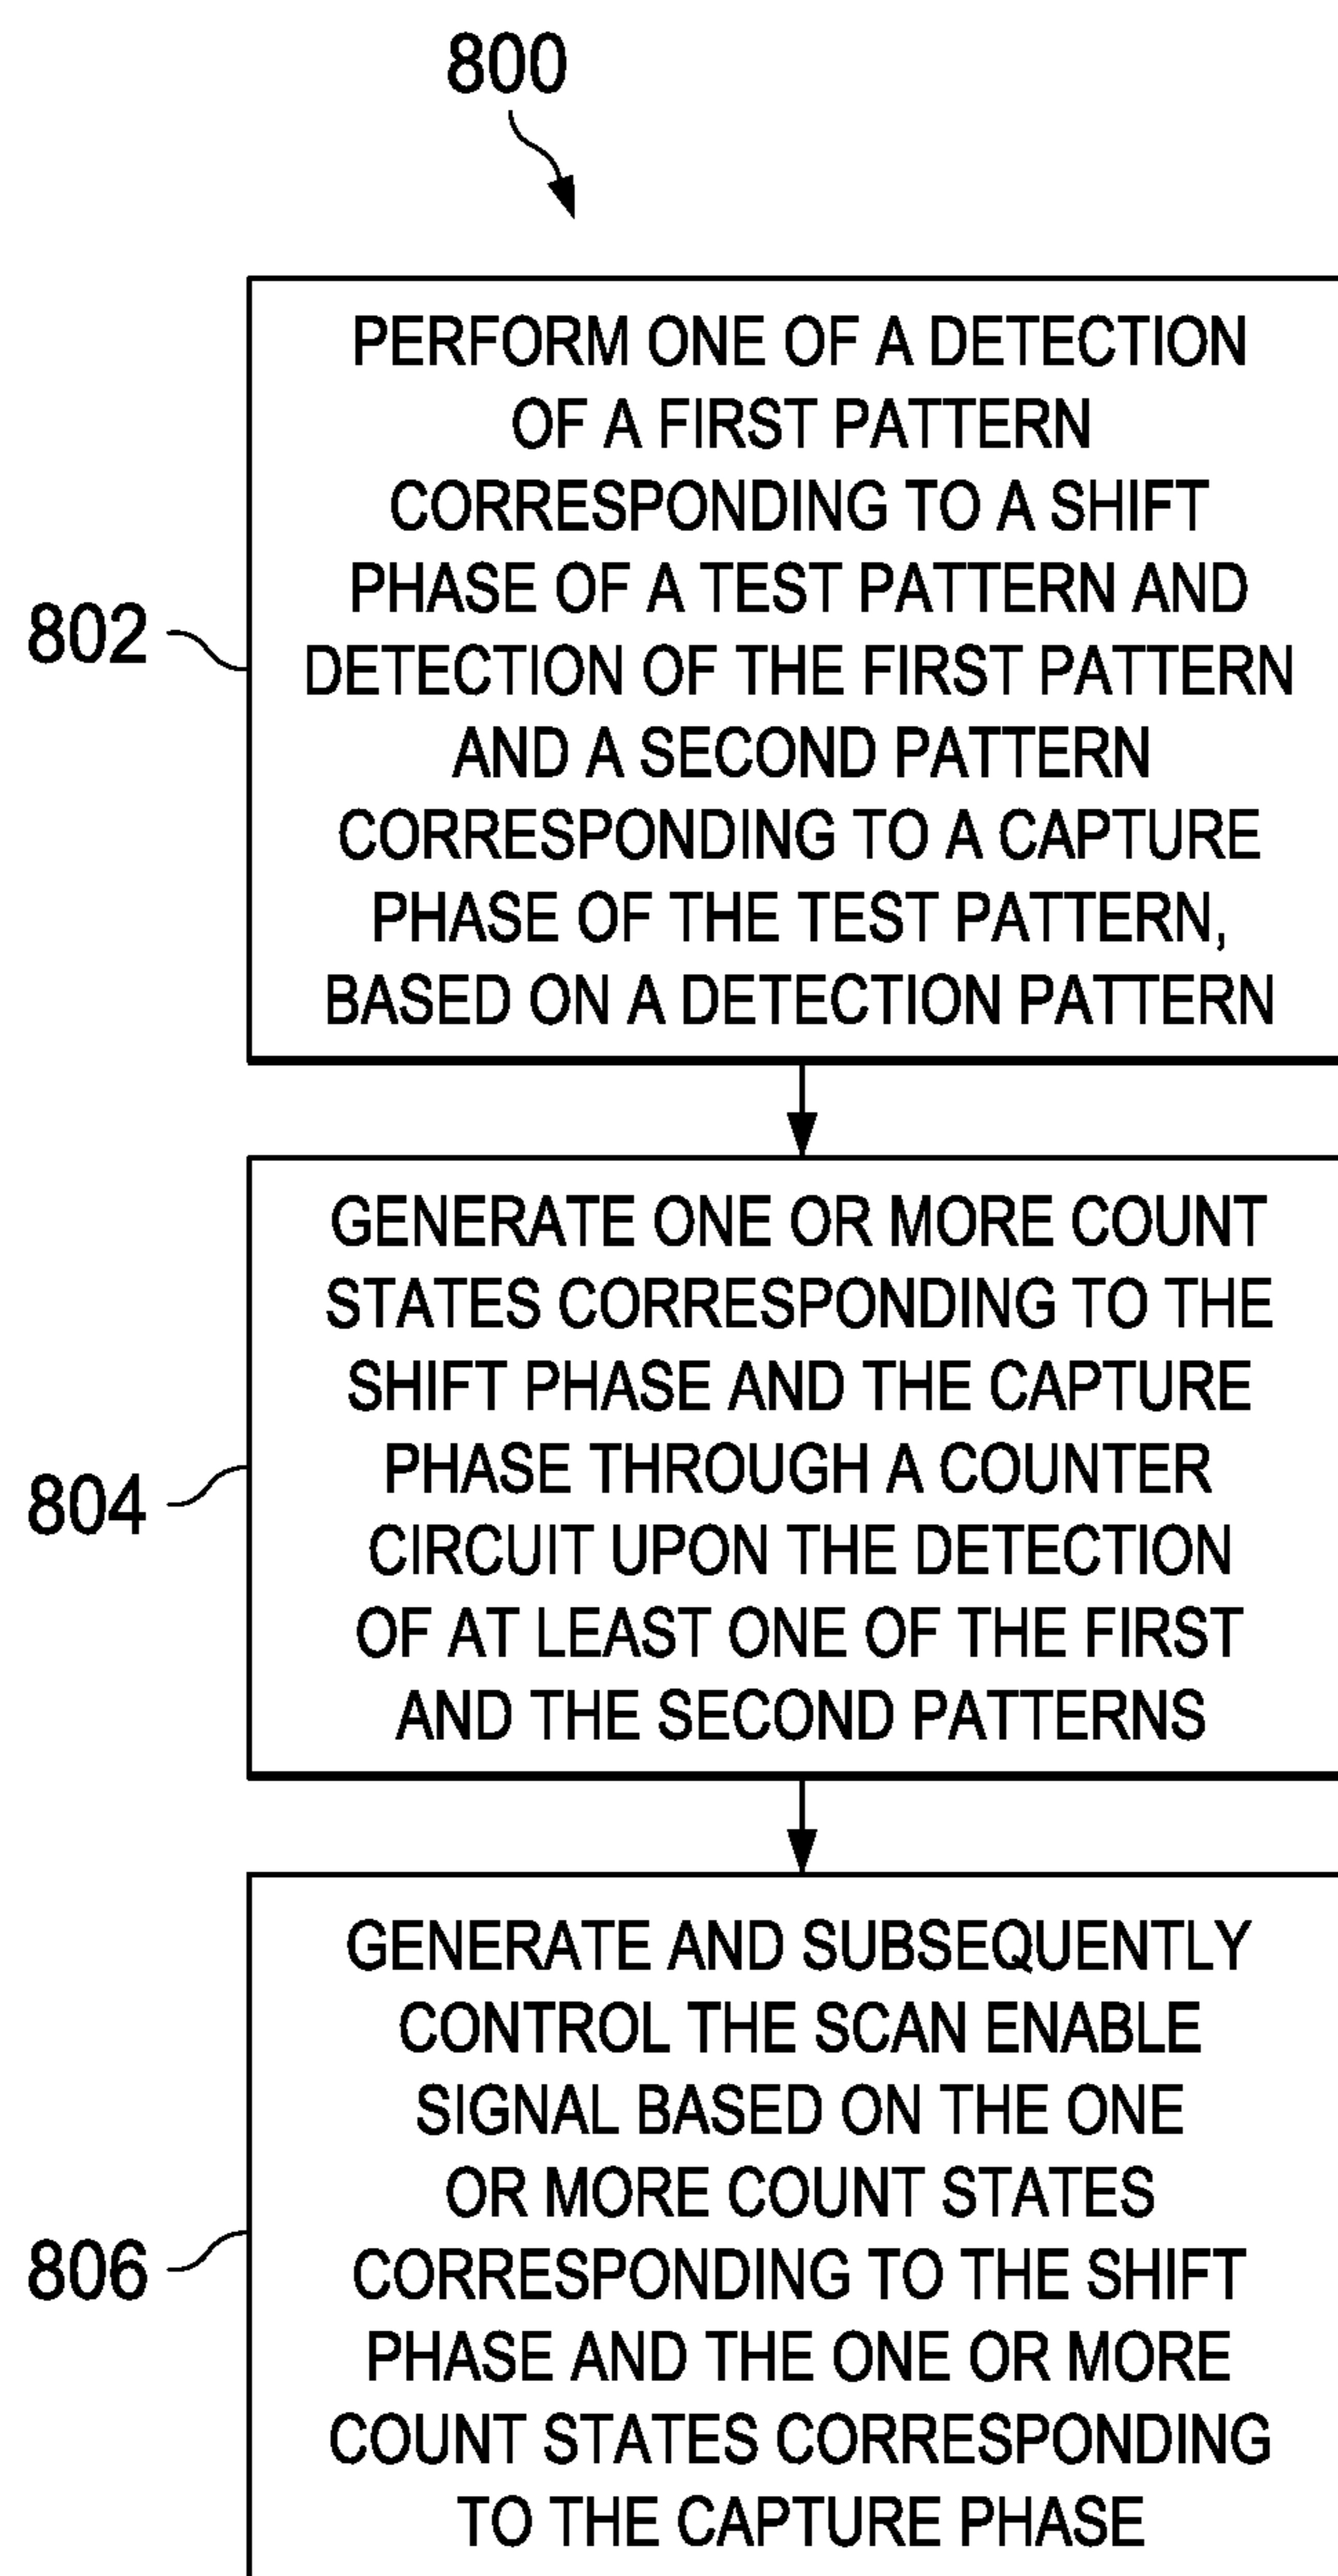 800
802
PERFORM ONE OF A DETECTION
OF A FIRST PATTERN
CORRESPONDING TO A SHIFT
PHASE OF A TEST PATTERN AND
DETECTION OF THE FIRST PATTERN
AND A SECOND PATTERN
CORRESPONDING TO A CAPTURE
PHASE OF THE TEST PATTERN,
BASED ON A DETECTION PATTERN
804
GENERATE ONE OR MORE COUNT
STATES CORRESPONDING TO THE
SHIFT PHASE AND THE CAPTURE
PHASE THROUGH A COUNTER
CIRCUIT UPON THE DETECTION
OF AT LEAST ONE OF THE FIRST
AND THE SECOND PATTERNS
806
GENERATE AND SUBSEQUENTLY
CONTROL THE SCAN ENABLE
SIGNAL BASED ON THE ONE
OR MORE COUNT STATES
CORRESPONDING TO THE SHIFT
PHASE AND THE ONE OR MORE
COUNT STATES CORRESPONDING
TO THE CAPTURE PHASE